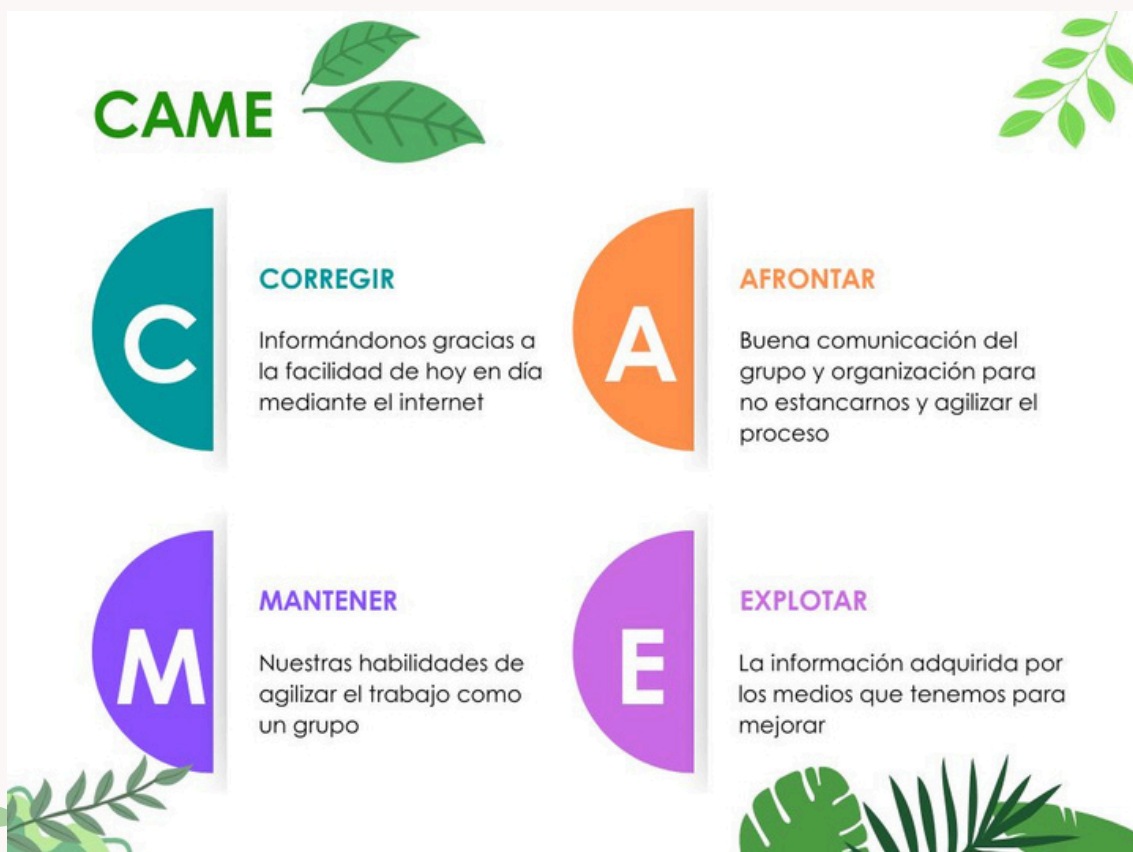 CAME
C
CORREGIR
Informándonos gracias a
la facilidad de hoy en día
mediante el internet
A
AFRONTAR
Buena comunicación del
grupo y organización para
no estancarnos y agilizar el
proceso
M
MANTENER
Nuestras habilidades de
agilizar el trabajo como
un grupo
E
EXPLOTAR
La información adquirida por
los medios que tenemos para
mejorar